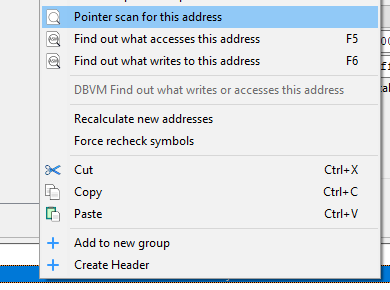 Pointer scan for this address
Find out what accesses this address F5
Find out what writes to this address F6
DBVM Find out what writes or accesses this address
Recalculate new addresses
Force recheck symbols
Cut Ctrl+X
Copy Ctrl+C
Paste Ctrl+V
Add to new group
Create Header